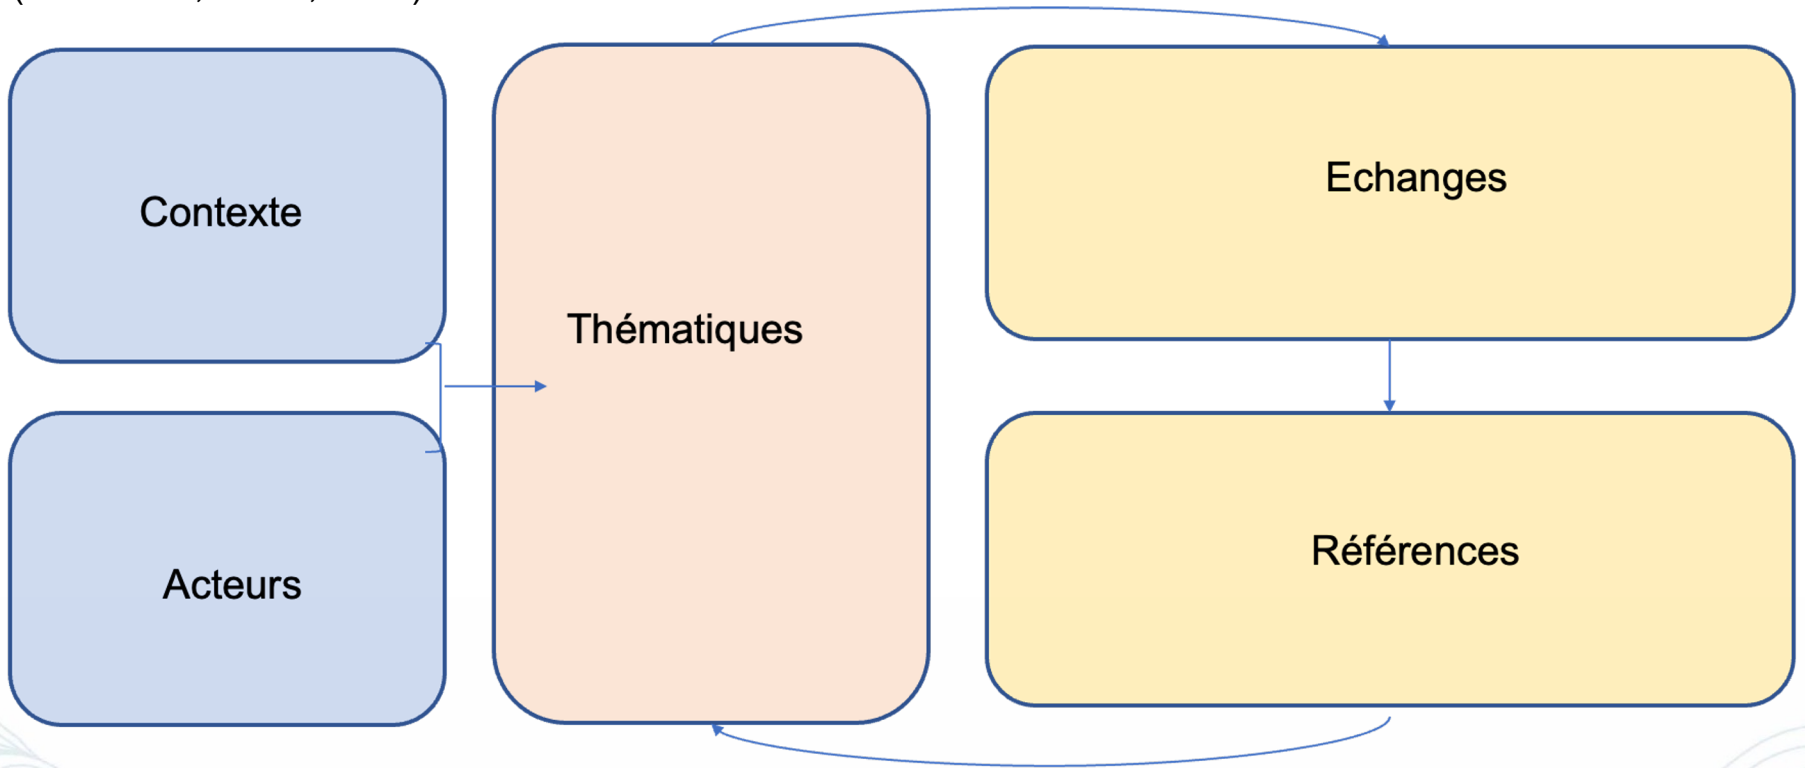 Contexte
Acteurs
Thématiques
Echanges
Références